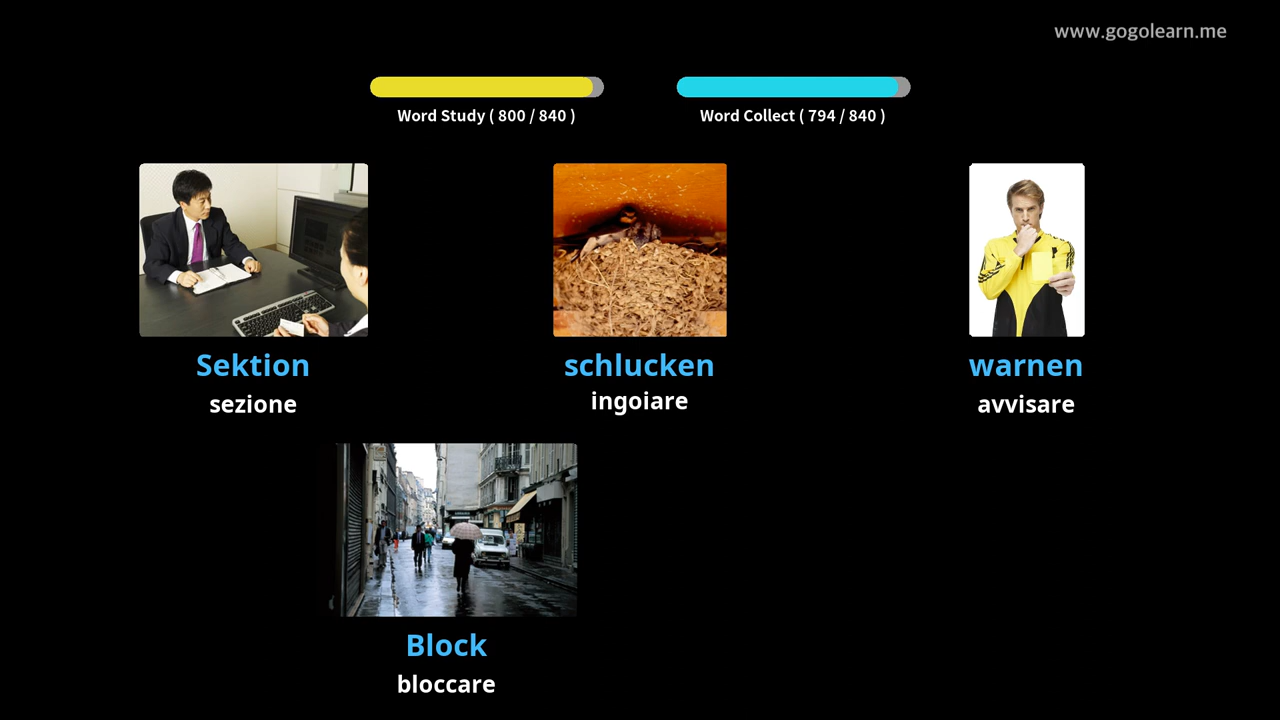 www.gogolearn.me
Word Study ( 800 / 840 )
Word Collect ( 794 / 840 )
Sektion
sezione
schlucken
ingoiare
warnen
avvisare
Block
bloccare